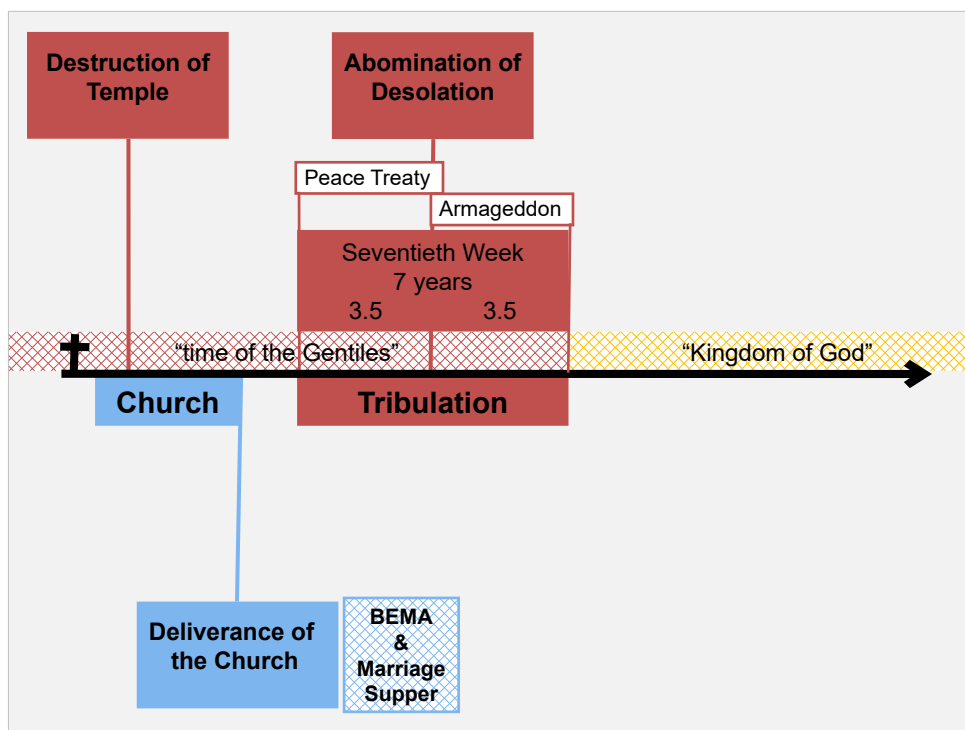 Destruction of
Temple
Abomination of
Desolation
Peace Treaty
Armageddon
Seventieth Week
7 years
3.5 3.5
“time of the Gentiles”
“Kingdom of God”
Church
Tribulation
Deliverance of
the Church
BEMA
&
Marriage
Supper